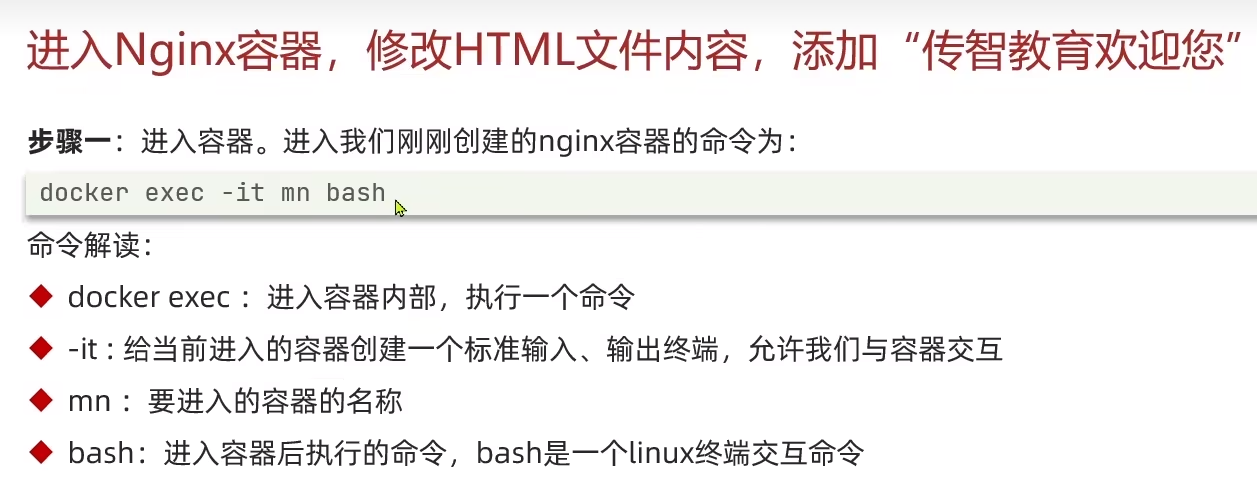 进入Nginx容器，修改HTML文件内容，添加“传智教育欢迎您”
步骤一：进入容器。进入我们刚刚创建的nginx容器的命令为：
docker exec -it mn bash
命令解读：
docker exec ：进入容器内部，执行一个命令
-it : 给当前进入的容器创建一个标准输入、输出终端，允许我们与容器交互
mn ：要进入的容器的名称
bash：进入容器后执行的命令，bash是一个linux终端交互命令